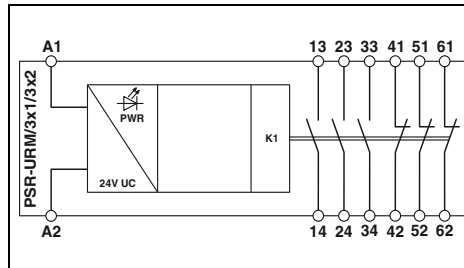 A1 13 23 33 41 51 61
PSR-URM/3x1/3x2
PWR
K1
24V UC
A2 14 24 34 42 52 62